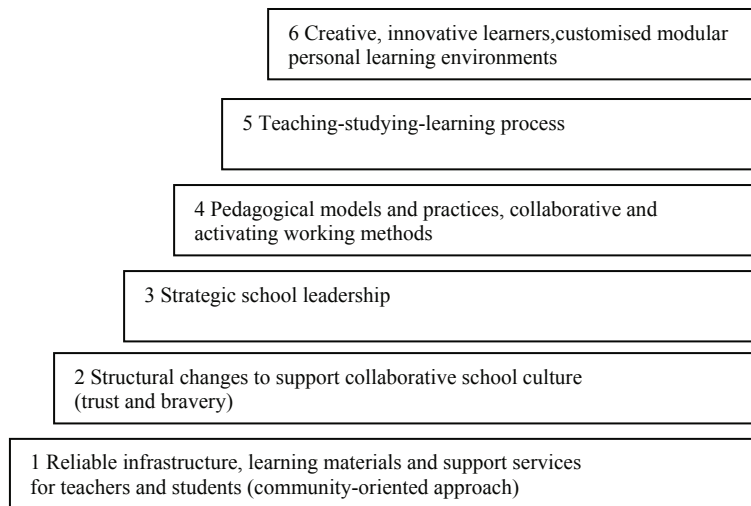 6 Creative, innovative learners,customised modular
personal learning environments
5 Teaching-studying-learning process
4 Pedagogical models and practices, collaborative and
activating working methods
3 Strategic school leadership
2 Structural changes to support collaborative school culture
(trust and bravery)
1 Reliable infrastructure, learning materials and support services
for teachers and students (community-oriented approach)